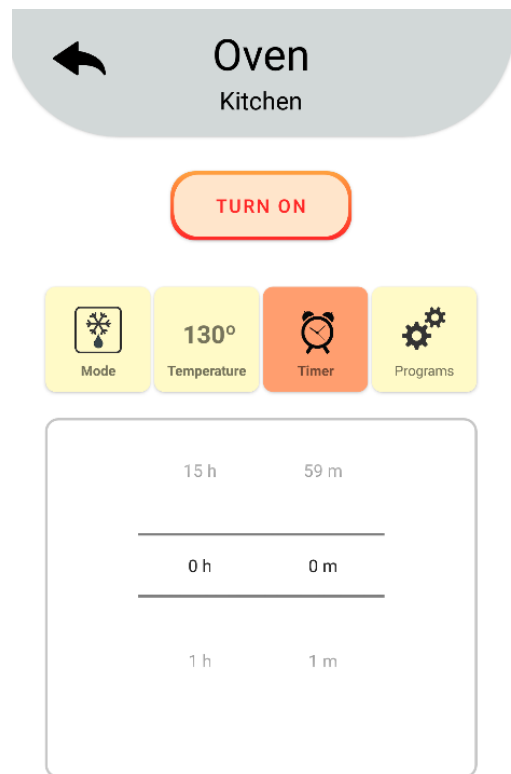 Oven
Kitchen
TURN ON
130º
Mode Temperature Timer Programs
15 h 59 m
0 h 0 m
1 h 1 m